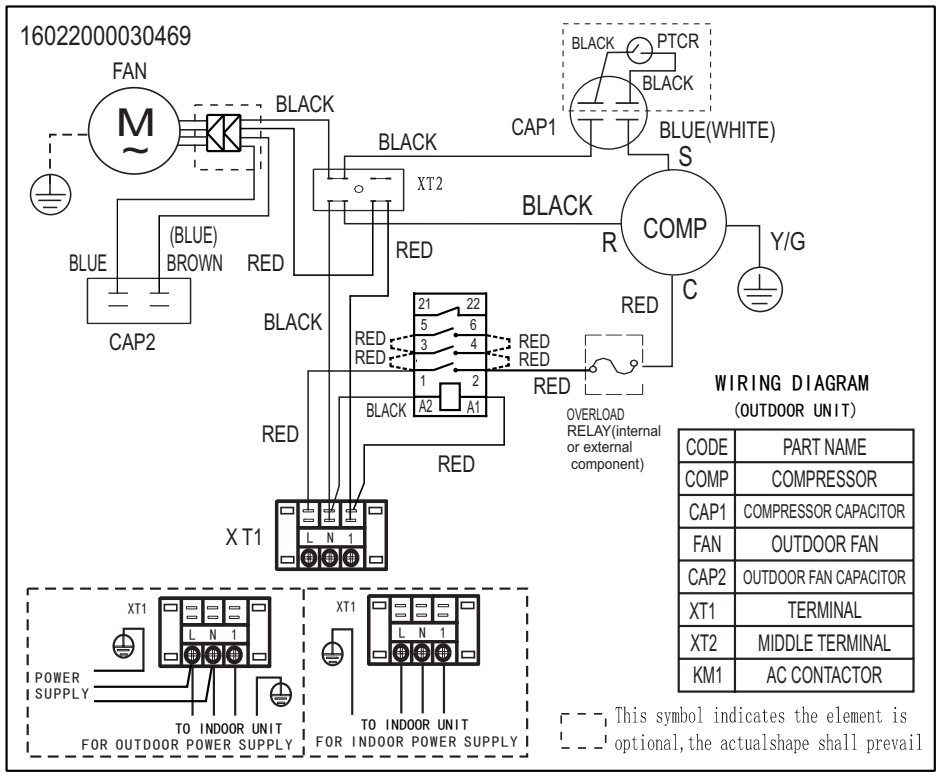 16022000030469
FAN
M
~
BLACK
BLACK
PTCR
BLACK
CAP1
BLUE(WHITE)
S
BLACK
XT2
BLACK
COMP
R
Y/G
C
RED
(BLUE)
BLUE
BROWN
RED
RED
CAP2
BLACK
21 22
5 6
RED RED
3 4
RED RED
1 2
RED
BLACK
A2 A1
RED
RED
OVERLOAD
RELAY(internal
or external
component)
X T1
L N 1
WIRING DIAGRAM
(OUTDOOR UNIT)
CODE PART NAME
COMP COMPRESSOR
CAP1 COMPRESSOR CAPACITOR
FAN OUTDOOR FAN
CAP2 OUTDOOR FAN CAPACITOR
XT1 TERMINAL
XT2 MIDDLE TERMINAL
KM1 AC CONTACTOR
XT1
L N 1
POWER
SUPPLY
TO INDOOR UNIT
FOR OUTDOOR POWER SUPPLY
XT1
L N 1
TO INDOOR UNIT
FOR INDOOR POWER SUPPLY
This symbol indicates the element is
optional,the actualshape shall prevail